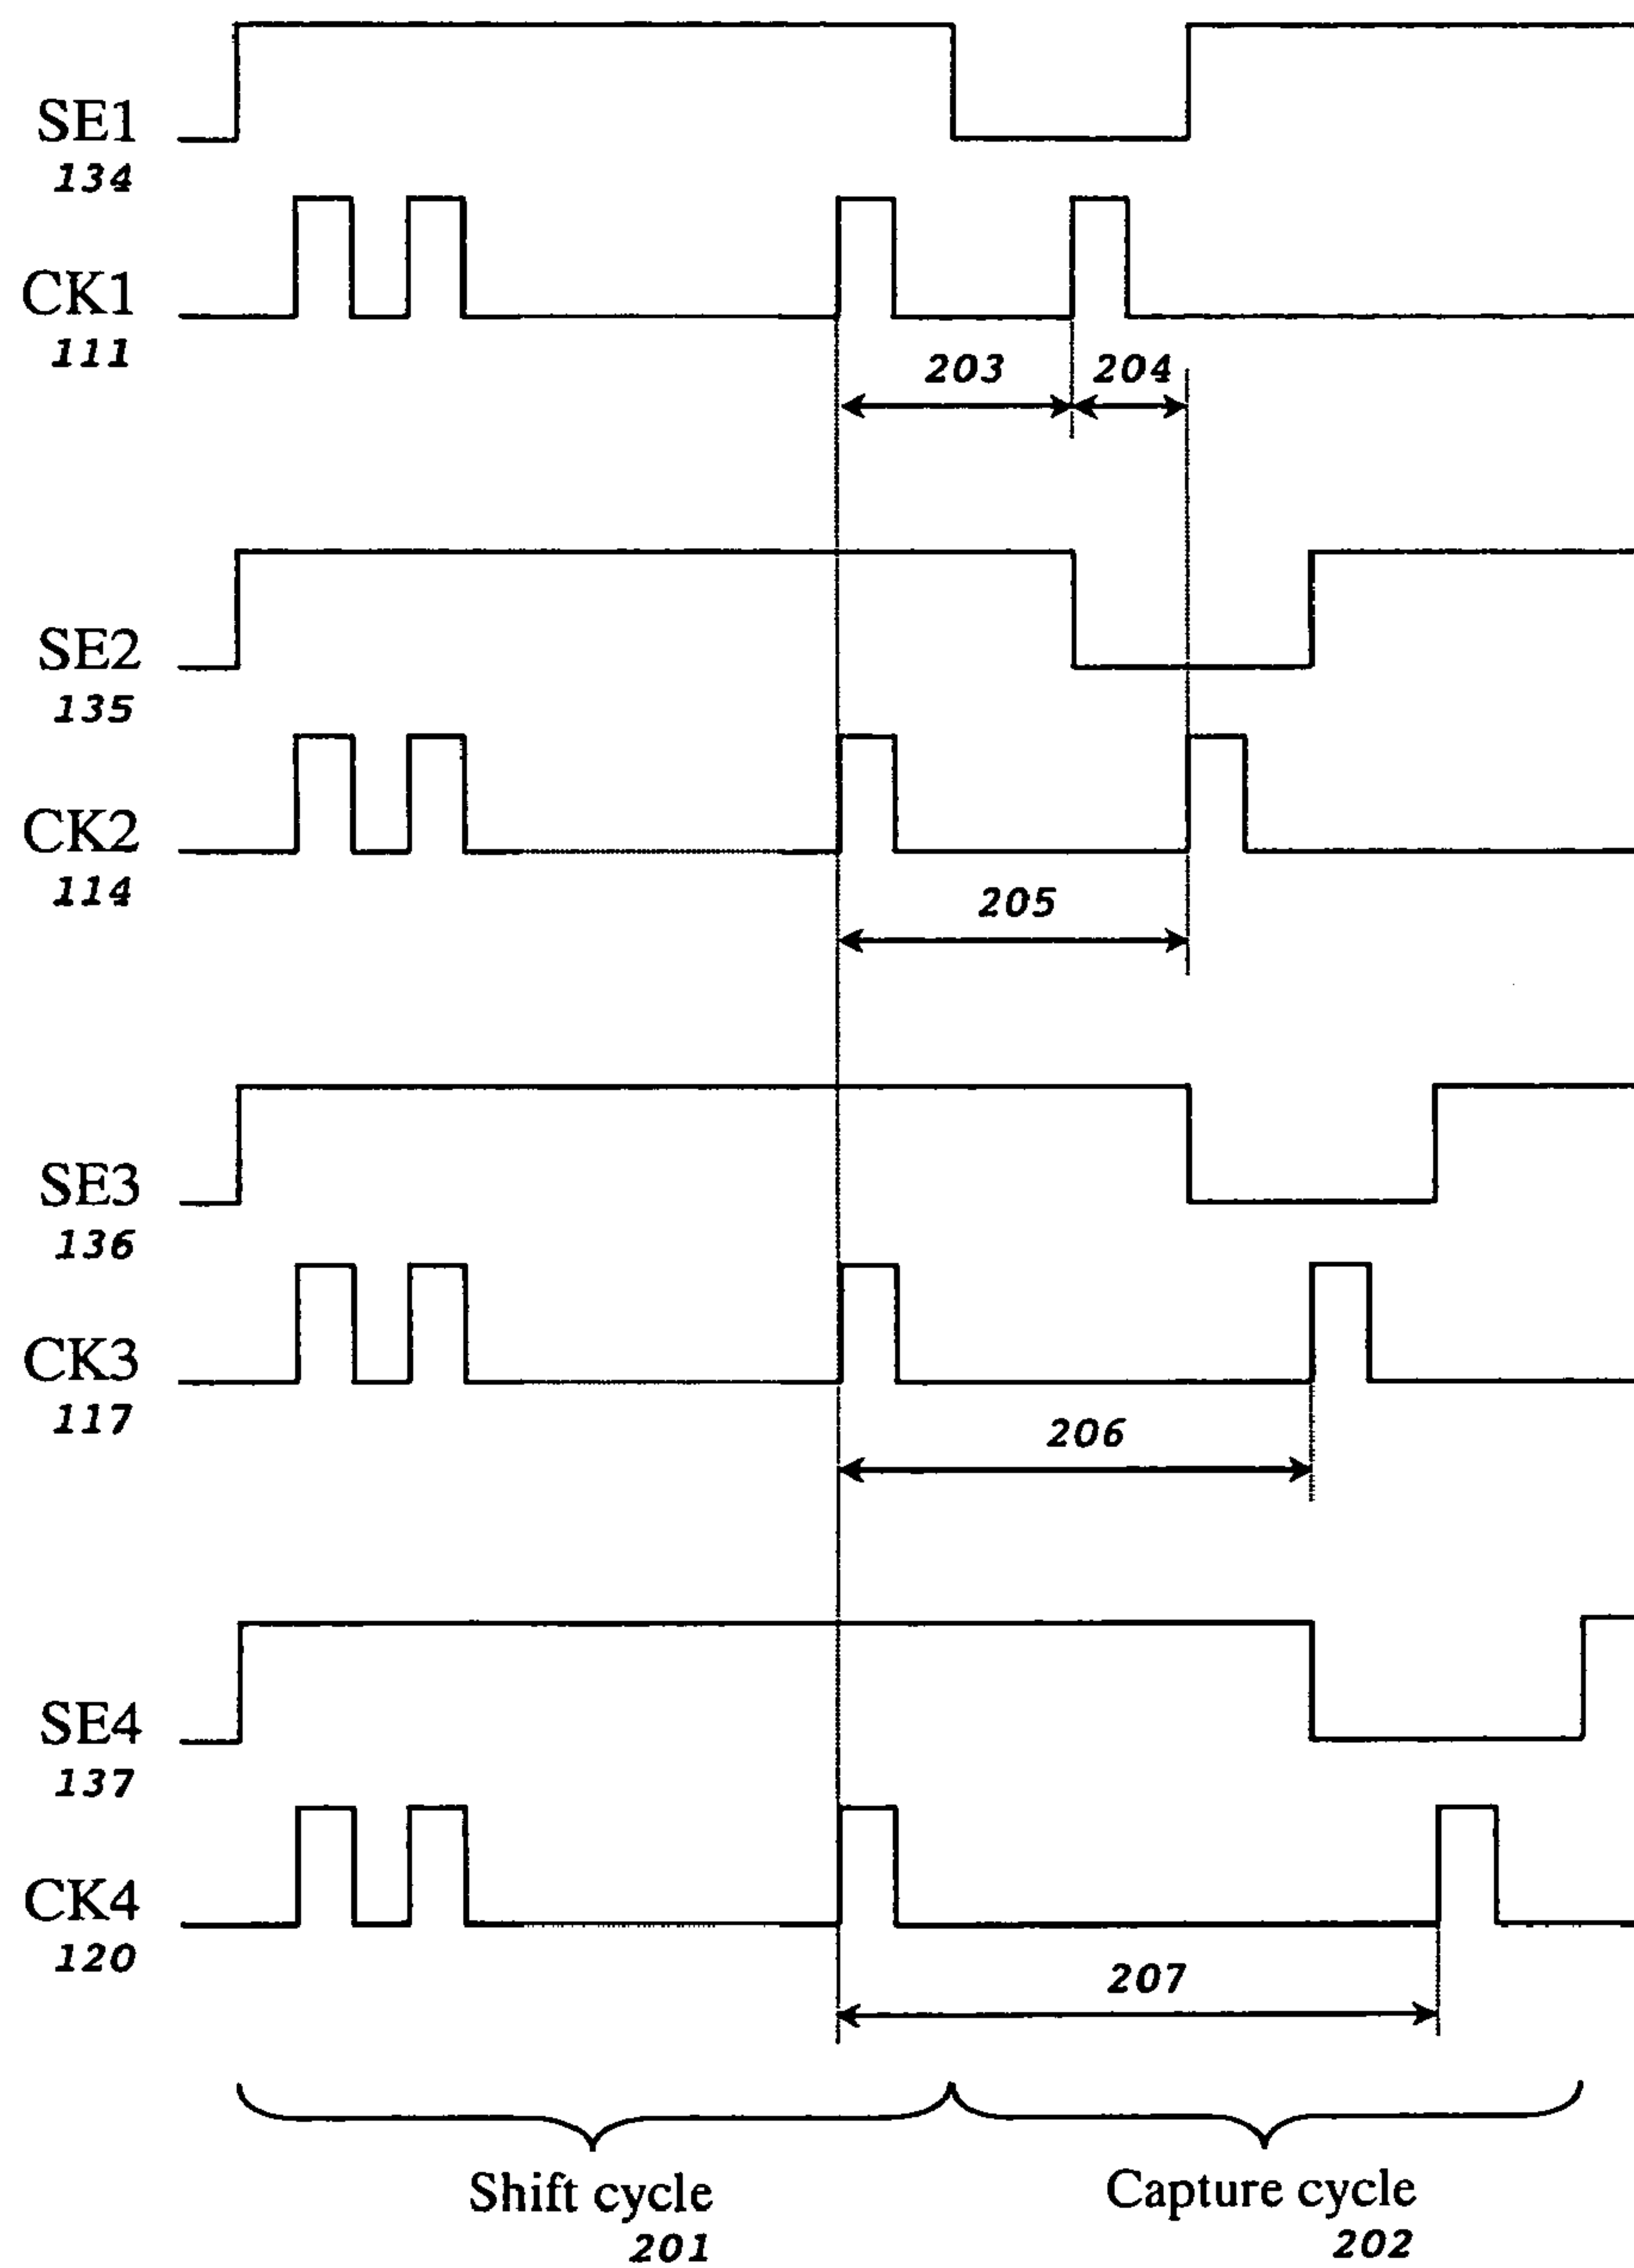 SE1
134
CK1
111
203
204
SE2
135
CK2
114
205
SE3
136
CK3
117
206
SE4
137
CK4
120
207
Shift cycle
201
Capture cycle
202